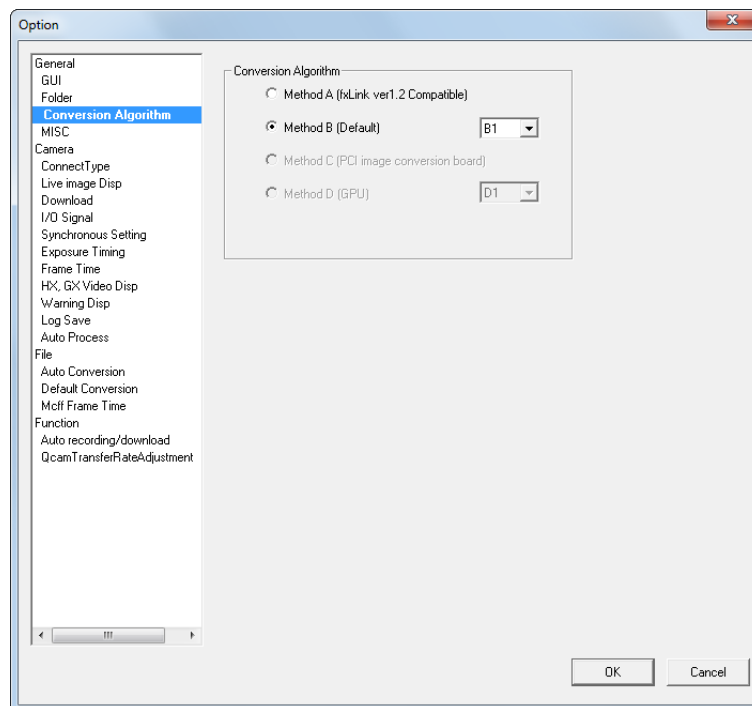 Option
General
GUI
Folder
Conversion Algorithm
MISC
Camera
ConnectType
Live image Disp
Download
I/O Signal
Synchronous Setting
Exposure Timing
Frame Time
HX, GX Video Disp
Warning Disp
Log Save
Auto Process
File
Auto Conversion
Default Conversion
Mcff Frame Time
Function
Auto recording/download
QcamTransferRateAdjustment
Conversion Algorithm
Method A (fxLink ver1.2 Compatible)
Method B (Default) B1
Method C (PCI image conversion board)
Method D (GPU) D1
OK Cancel